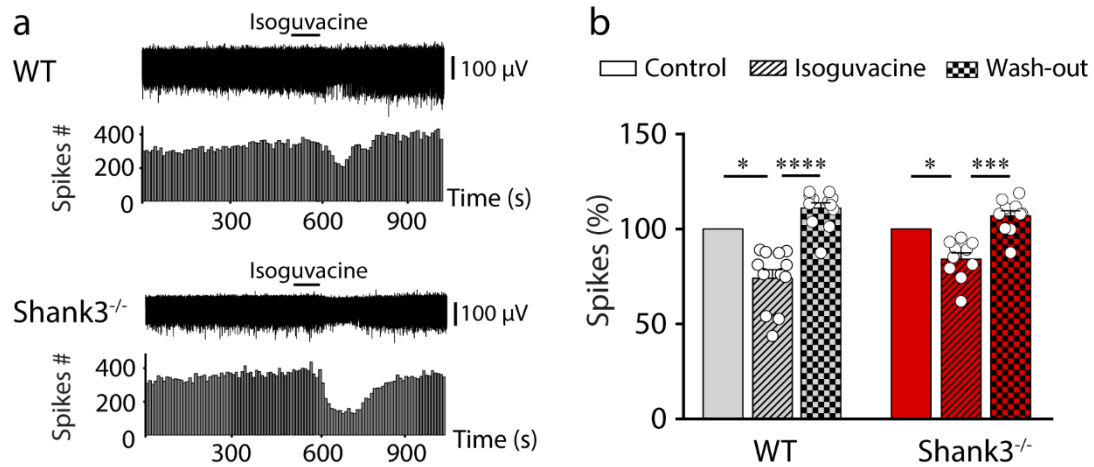 a
Isoguvacine
WT
100 µV
Spikes #
400
200
0
300
600
900
Time (s)
Isoguvacine
Shank3-/-
100 µV
Spikes #
400
200
0
300
600
900
Time (s)
b
Control
Isoguvacine
Wash-out
Spikes (%)
150
100
50
0
* **** * ***
WT
Shank3-/-